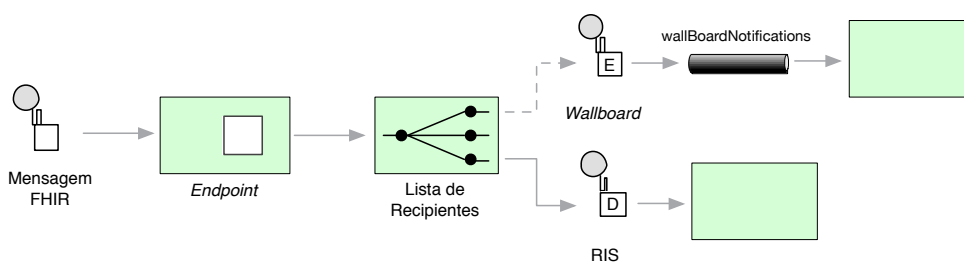 wallBoardNotifications
E
Wallboard
Mensagem
FHIR
Endpoint
Lista de
Recipientes
D
RIS